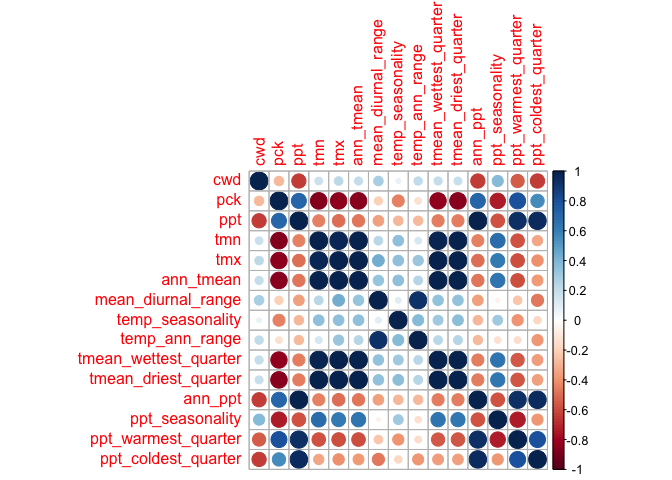 cwd
pck
ppt
tmn
tmx
ann_tmean
mean_diurnal_range
temp_seasonality
temp_ann_range
tmean_wettest_quarter
tmean_driest_quarter
ann_ppt
ppt_seasonality
ppt_warmest_quarter
ppt_coldest_quarter
cwd
pck
ppt
tmn
tmx
ann_tmean
mean_diurnal_range
temp_seasonality
temp_ann_range
tmean_wettest_quarter
tmean_driest_quarter
ann_ppt
ppt_seasonality
ppt_warmest_quarter
ppt_coldest_quarter
1
0.8
0.6
0.4
0.2
0
-0.2
-0.4
-0.6
-0.8
-1